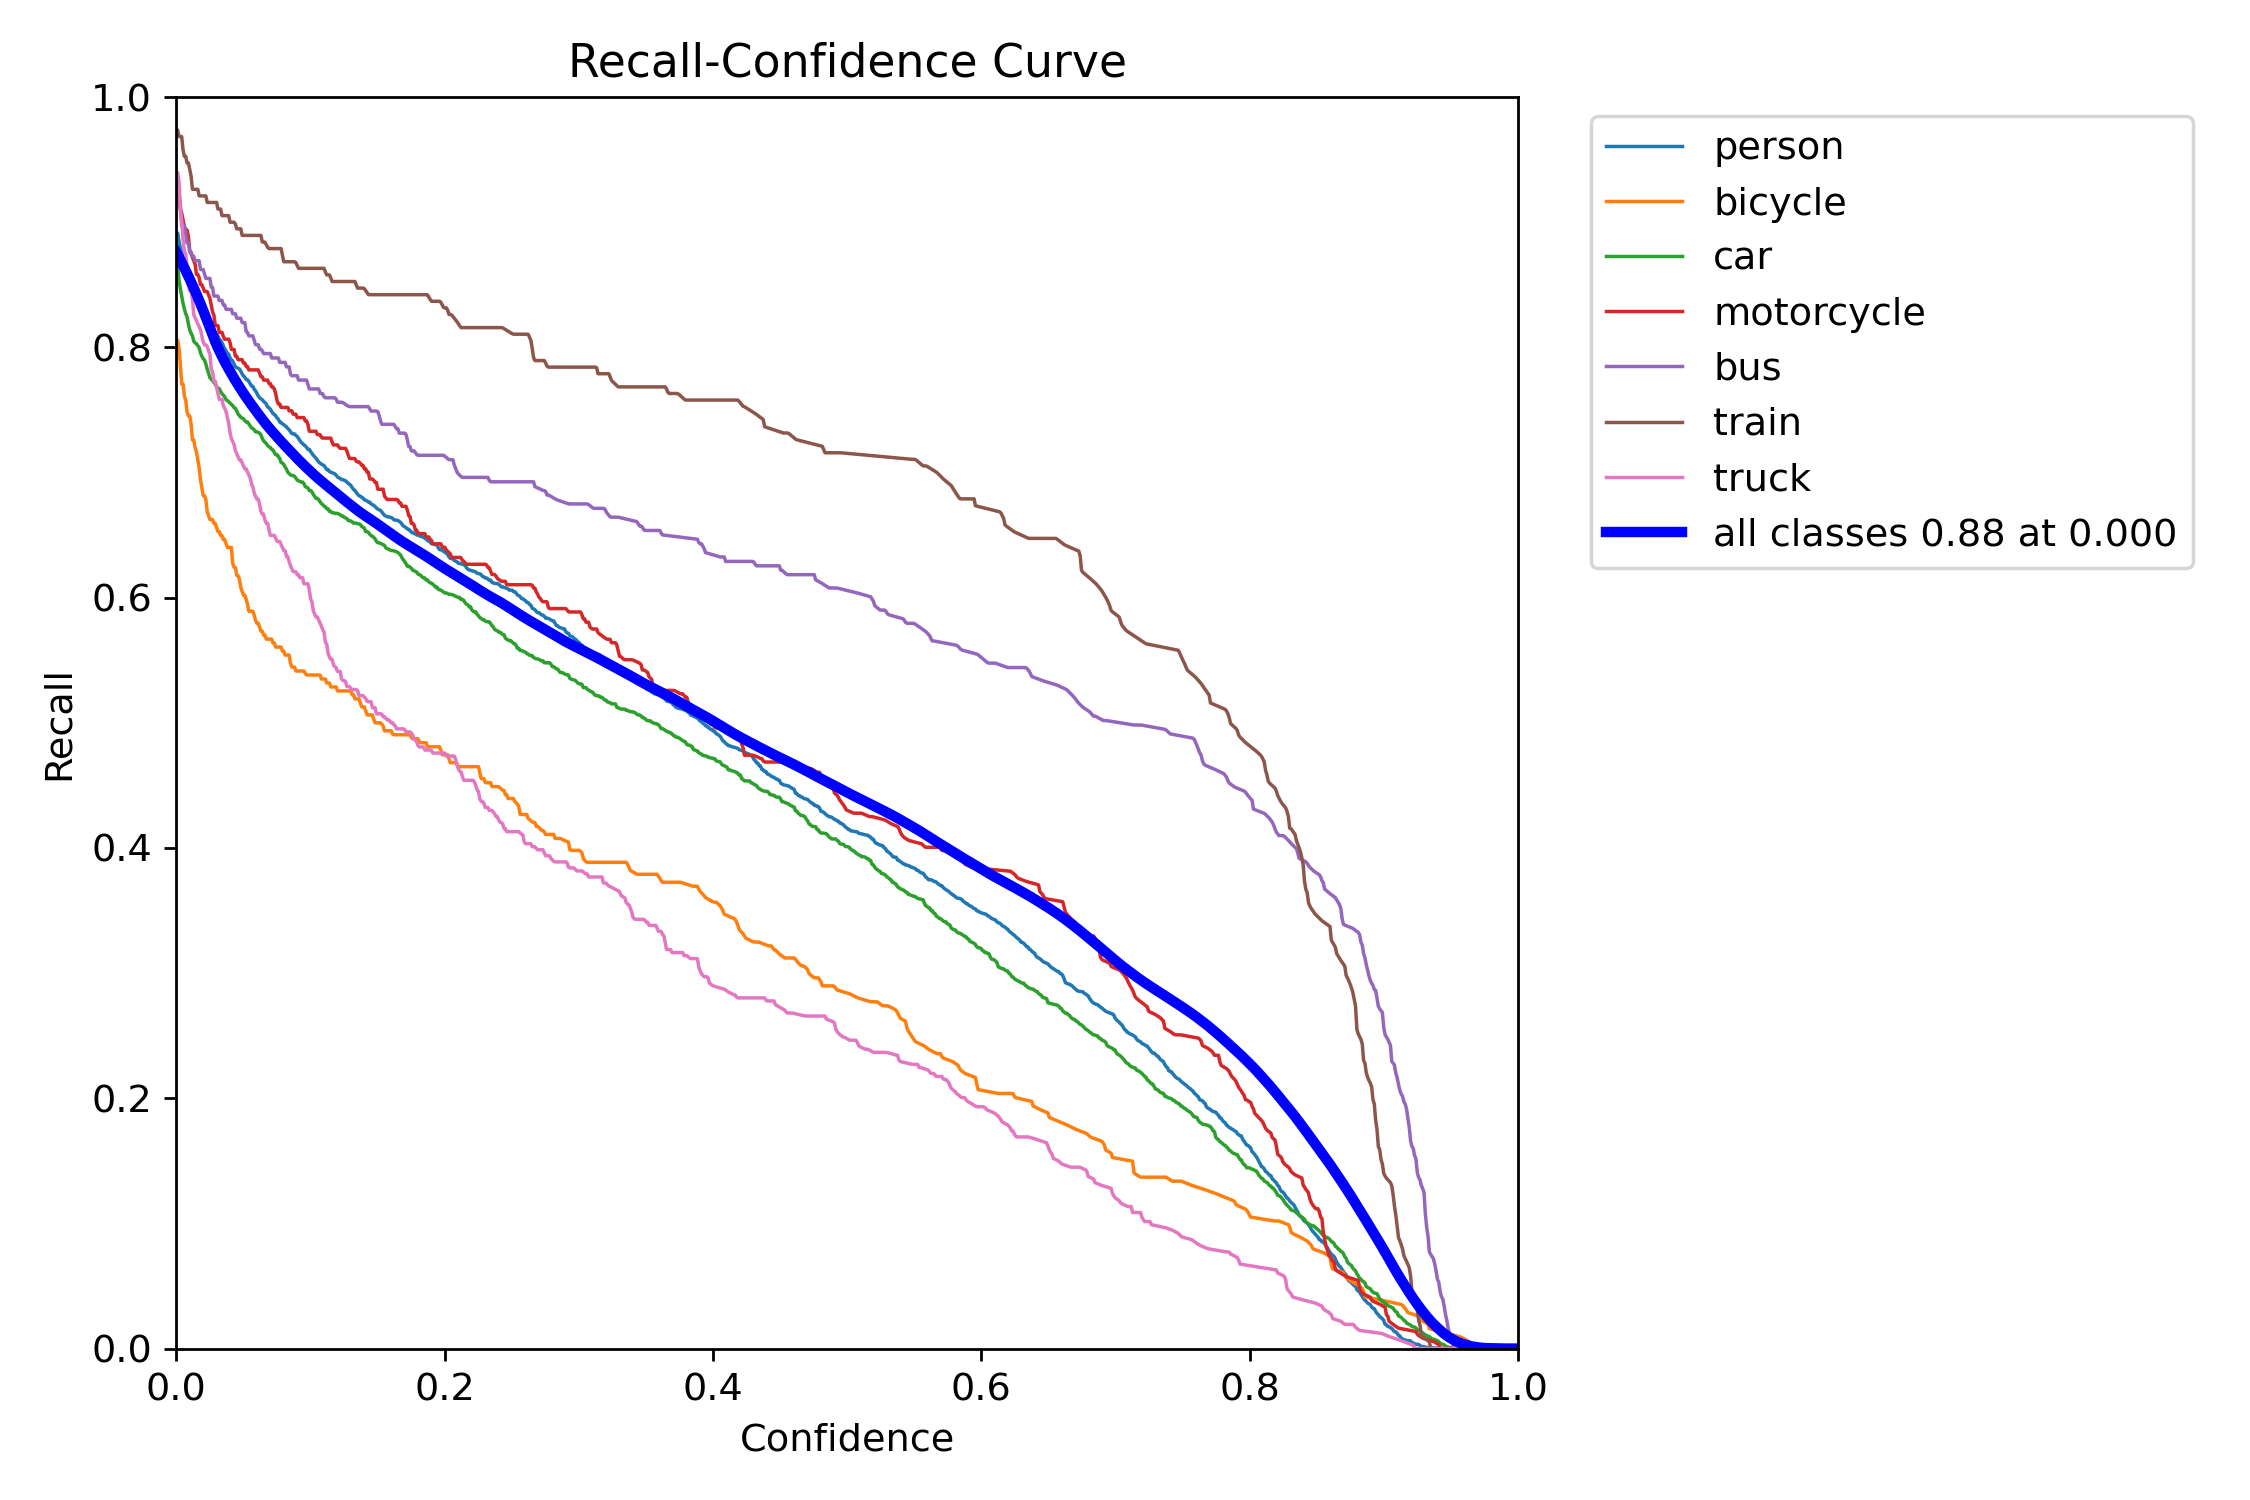 Recall-Confidence Curve
1.0
0.8
0.6
0.4
0.2
0.0
Recall
0.0 0.2 0.4 0.6 0.8 1.0
Confidence
person
bicycle
car
motorcycle
bus
train
truck
all classes 0.88 at 0.000